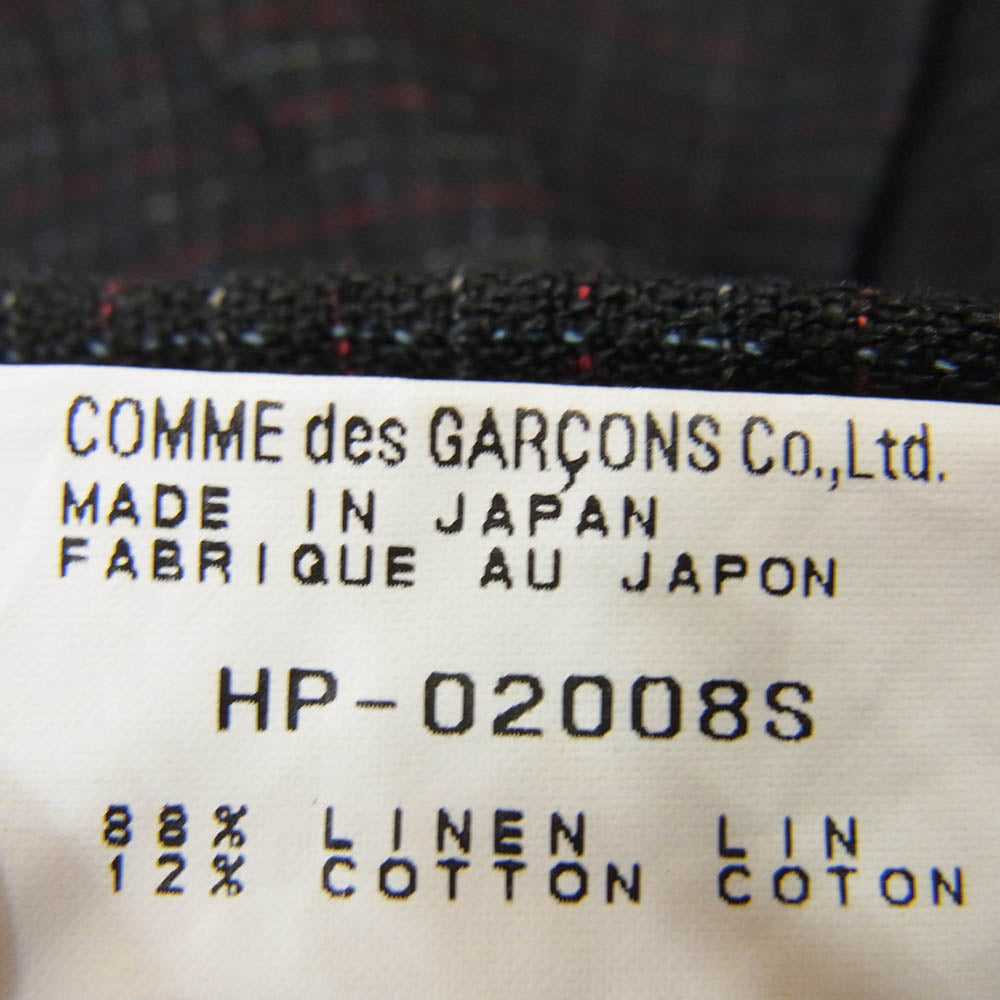 COMME des GARÇONS Co.,Ltd.
MADE IN JAPAN
FABRIQUE AU JAPON
HP-02008S
88% LINEN LIN
12% COTTON COTON